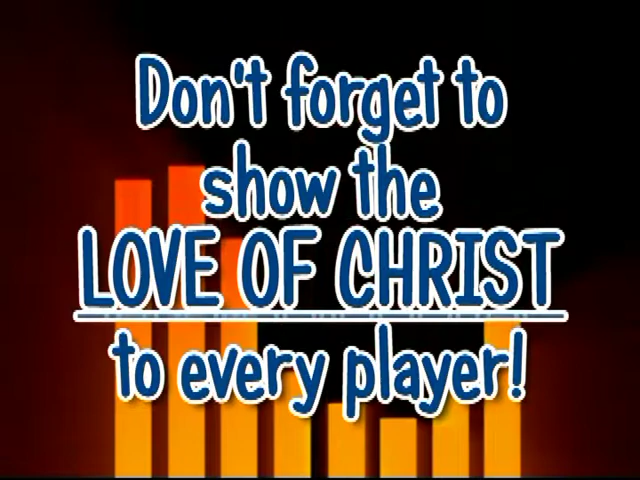 Don't forget to
show the
LOVE OF CHRIST
to every player!